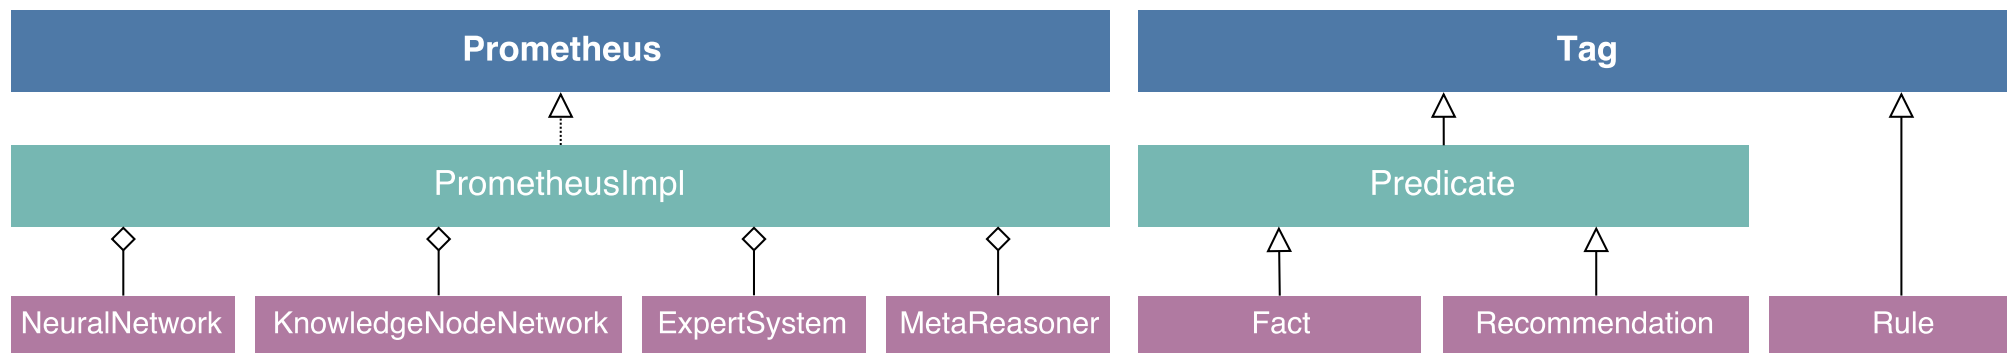 Prometheus
Tag
PrometheusImpl
Predicate
NeuralNetwork
KnowledgeNodeNetwork
ExpertSystem
MetaReasoner
Fact
Recommendation
Rule